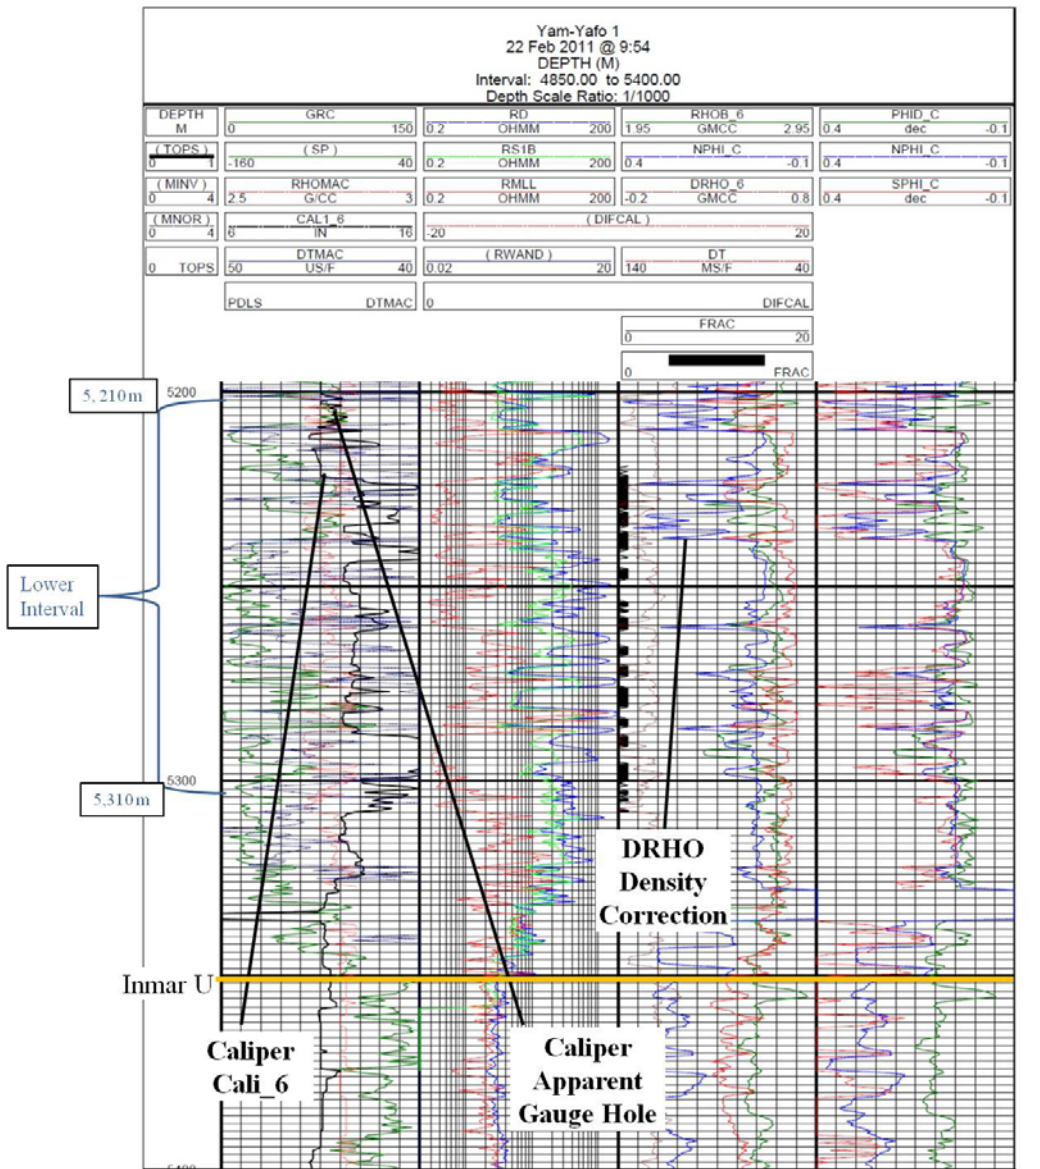 Yam-Yafo 1
22 Feb 2011 @ 9:54
DEPTH (M)
Interval: 4850.00 to 5400.00
Depth Scale Ratio: 1/1000
DEPTH
M
GRC
0 150
RD
0.2 OHMM 200
RHOB_6
1.95 GMCC 2.95
PHID_C
0.4 dec -0.1
( TOPS )
1
( SP )
-160 40
RS1B
0.2 OHMM 200
NPHI_C
0.4 -0.1
NPHI_C
0.4 -0.1
( MINV )
0 4
RHOMAC
2.5 G/CC 3
RMLL
0.2 OHMM 200
DRHO_6
-0.2 GMCC 0.8
SPHI_C
0.4 dec -0.1
( MNOR )
0 4
CAL1_6
6 IN 16
( DIFCAL )
-20 20
0 TOPS
DTMAC
50 US/F 40
( RWAND )
0.02 20
DT
140 MS/F 40
PDLS DTMAC
0 DIFCAL
FRAC
0 20
0 FRAC
5,210m
5200
Lower
Interval
5300
5,310m
DRHO
Density
Correction
Inmar U
Caliper
Cali_6
Caliper
Apparent
Gauge Hole